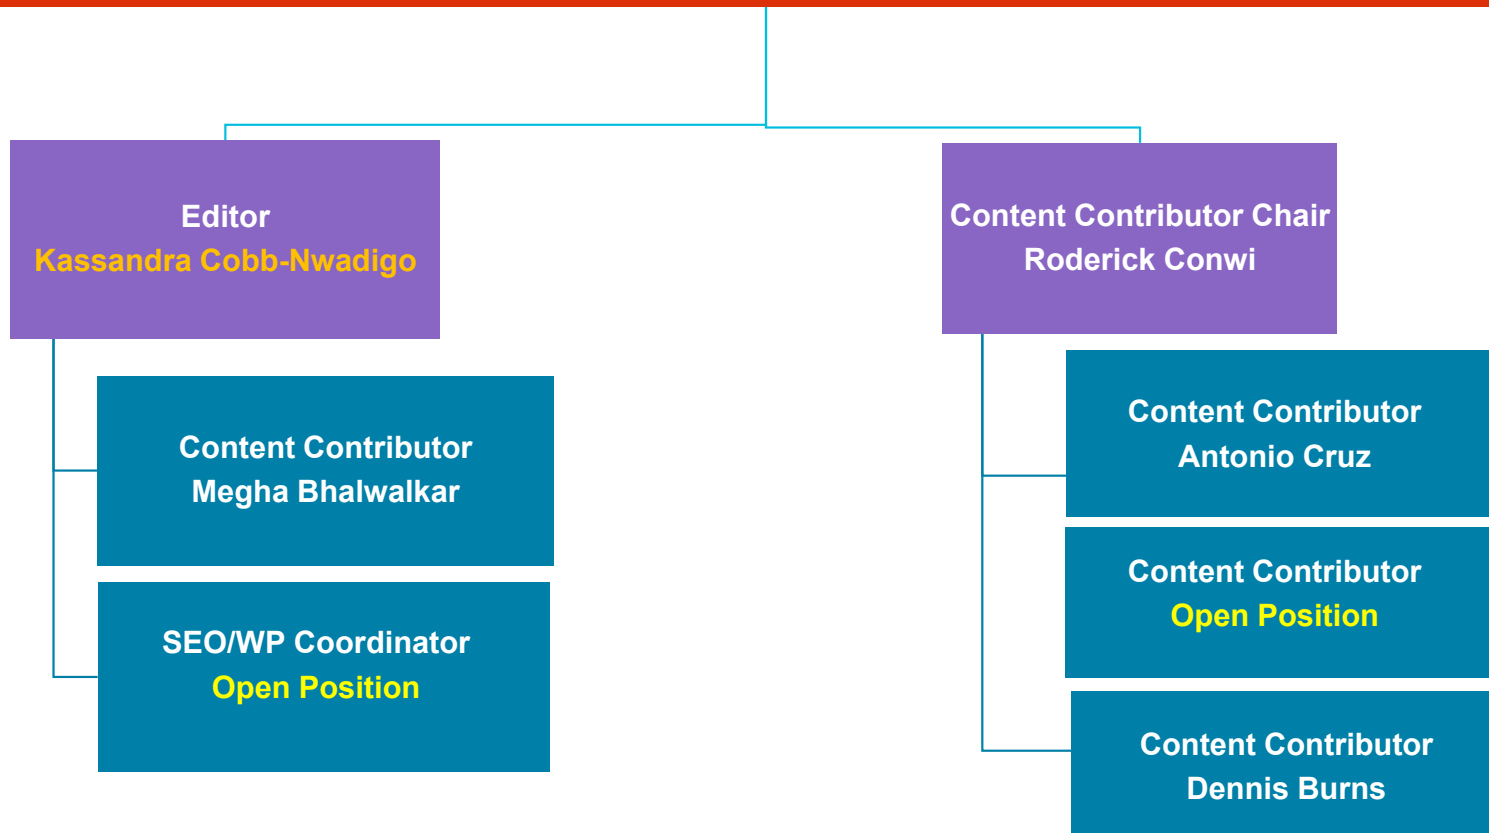 Editor
Kassandra Cobb-Nwadigo
Content Contributor
Megha Bhalwalkar
SEO/WP Coordinator
Open Position
Content Contributor Chair
Roderick Conwi
Content Contributor
Antonio Cruz
Content Contributor
Open Position
Content Contributor
Dennis Burns